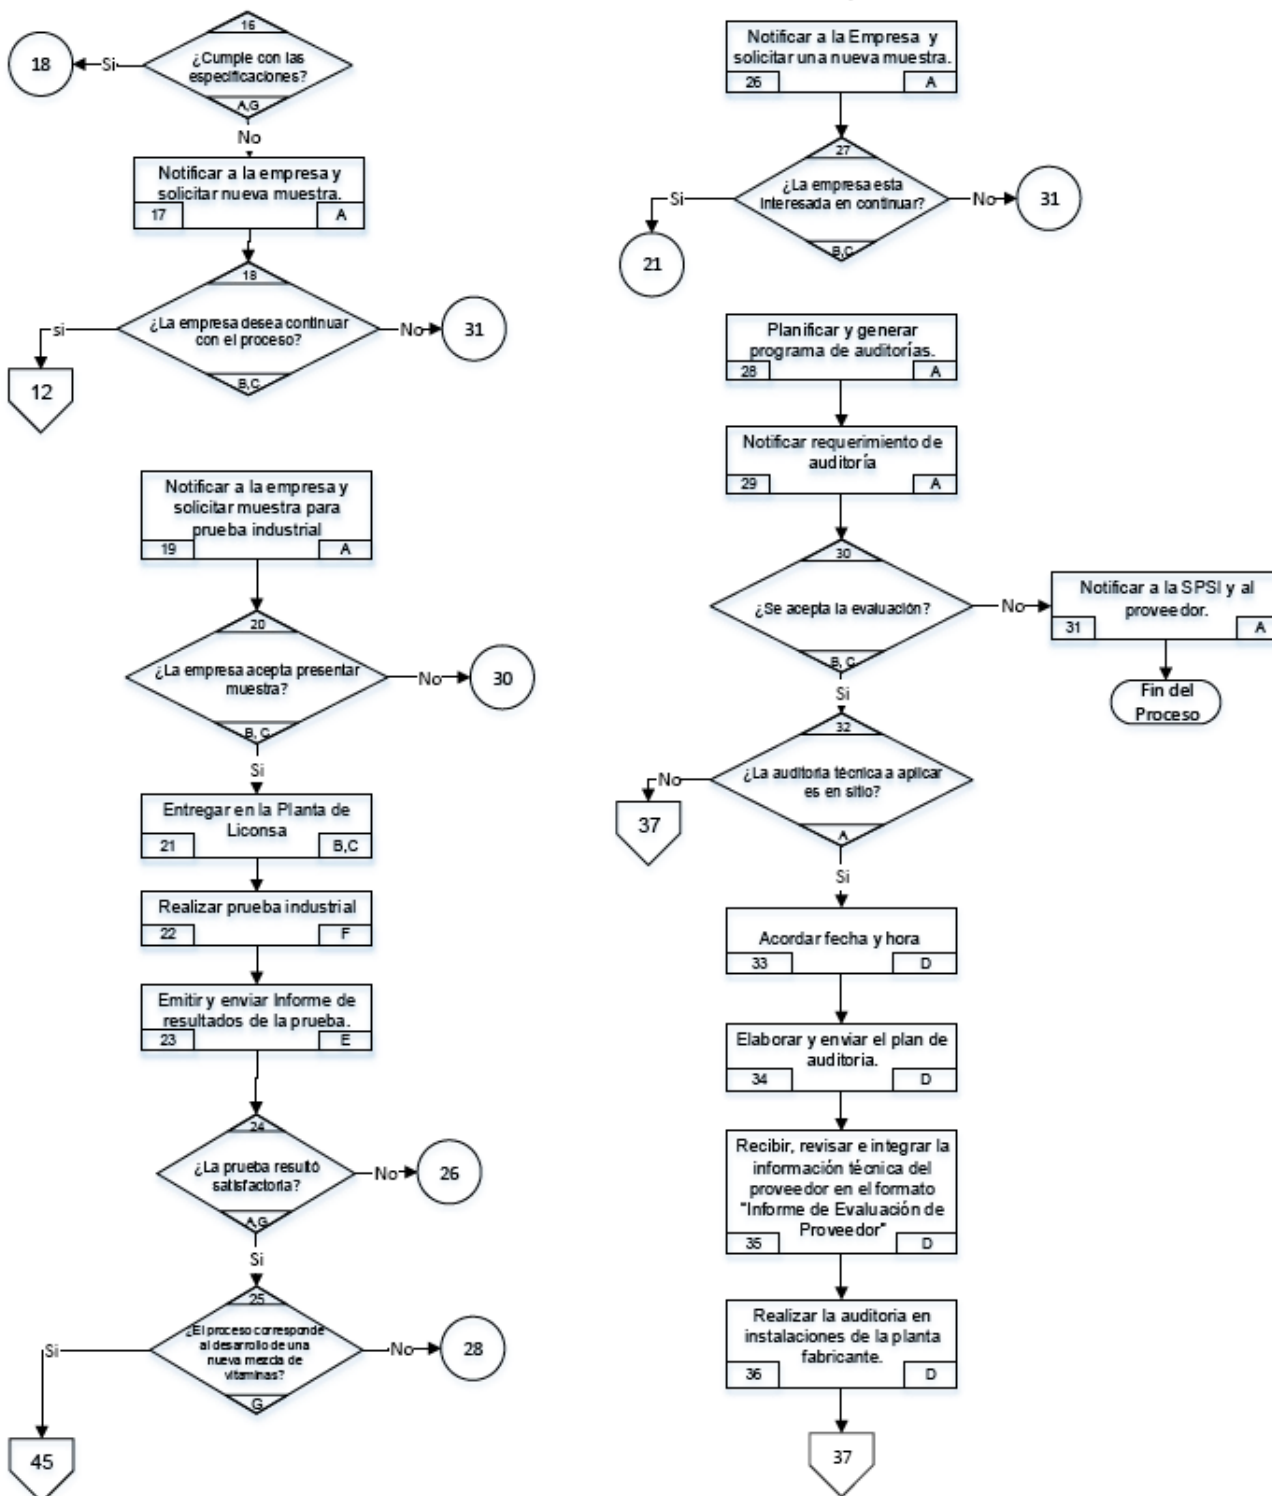 16
¿Cumple con las
especificaciones?
A,G
Si
18
No
Notificar a la empresa y
solicitar nueva muestra.
17 A
18
¿La empresa desea continuar
con el proceso?
B,C
si
12
No
31
Notificar a la empresa y
solicitar muestra para
prueba industrial
19 A
20
¿La empresa acepta presentar
muestra?
B, C
No
30
Si
Entregar en la Planta de
Liconsa
21 B,C
Realizar prueba industrial
22 F
Emitir y enviar Informe de
resultados de la prueba.
23 E
24
¿La prueba resultó
satisfactoria?
A,G
No
26
Si
25
¿El proceso corresponde
al desarrollo de una
nueva mezcla de
vitaminas?
G
Si
45
No
28
Notificar a la Empresa y
solicitar una nueva muestra.
26 A
27
¿La empresa esta
interesada en continuar?
B,C
Si
21
No
31
Planificar y generar
programa de auditorías.
28 A
Notificar requerimiento de
auditoría
29 A
30
¿Se acepta la evaluación?
B, C
No
Notificar a la SPSI y al
proveedor.
31 A
Fin del
Proceso
Si
32
¿La auditoria técnica a aplicar
es en sitio?
A
No
37
Si
Acordar fecha y hora
33 D
Elaborar y enviar el plan de
auditoria.
34 D
Recibir, revisar e integrar la
información técnica del
proveedor en el formato
"Informe de Evaluación de
Proveedor"
35 D
Realizar la auditoria en
instalaciones de la planta
fabricante.
36 D
37